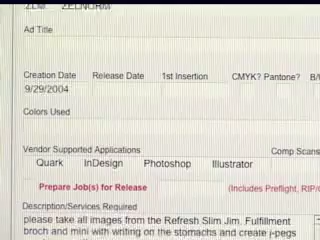 ZLM. ZELNORM
Ad Title
Creation Date Release Date 1st Insertion CMYK? Pantone? B/
9/29/2004
Colors Used
Vendor Supported Applications Comp Scans
Quark InDesign Photoshop Illustrator
Prepare Job(s) for Release (Includes Preflight, RIP/
Description/Services Required
please take all images from the Refresh Slim Jim, Fulfillment
broch and mini with writing on the stomachs and create j-pegs